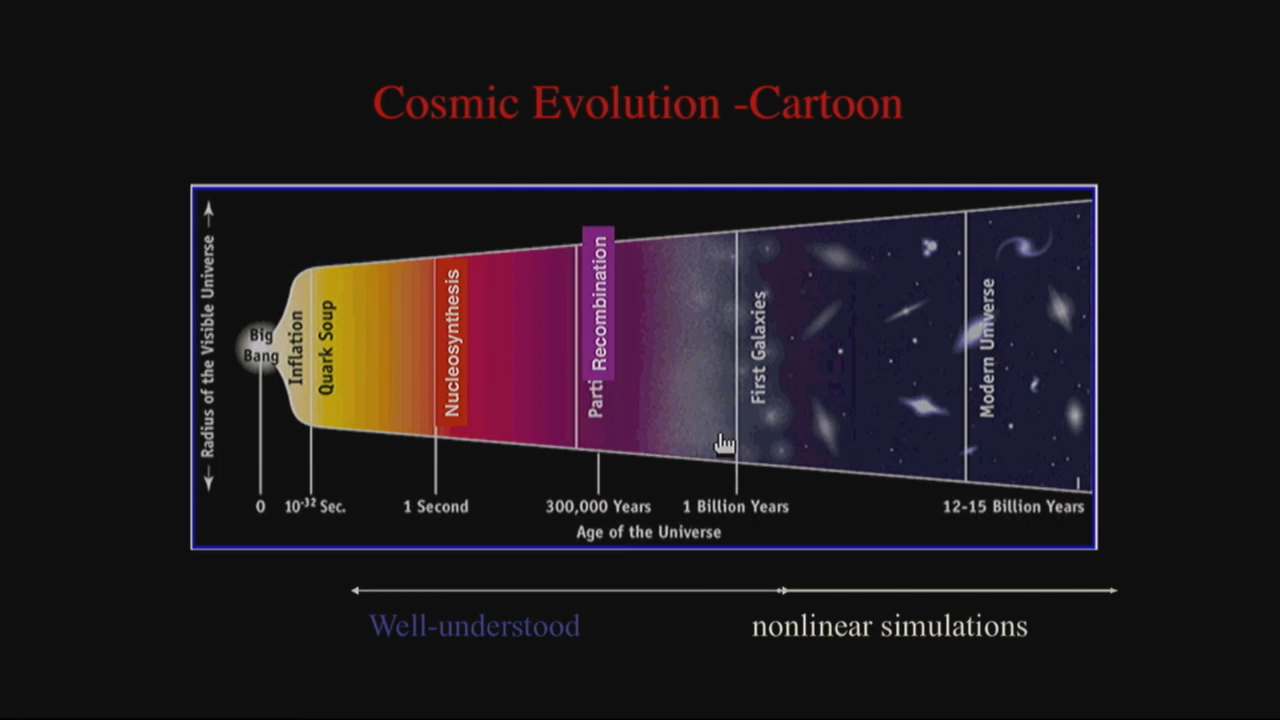 Cosmic Evolution -Cartoon
Radius of the Visible Universe
Big
Bang
Inflation
Quark Soup
Nucleosynthesis
Recombination
Parti
First Galaxies
Modern Universe
0
10⁻³² Sec.
1 Second
300,000 Years
1 Billion Years
12-15 Billion Years
Age of the Universe
Well-understood
nonlinear simulations